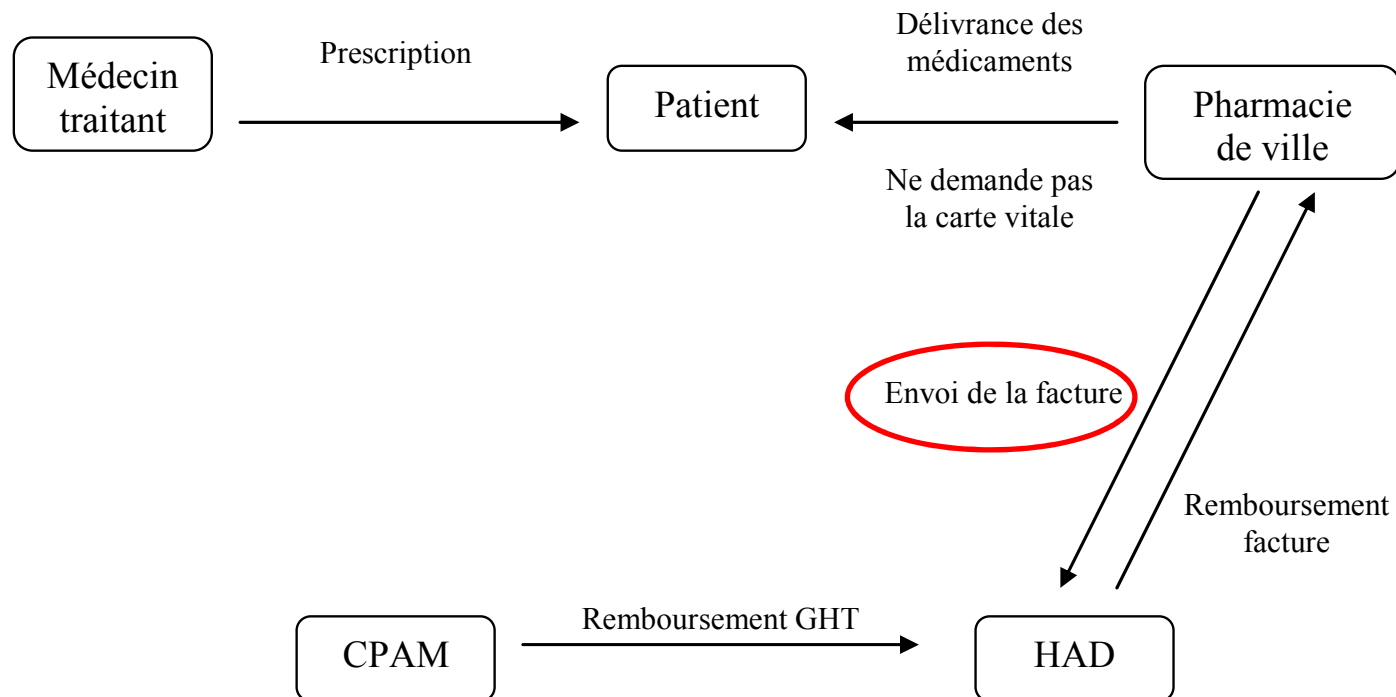 Médecin
traitant
Prescription
Patient
Délivrance des
médicaments
Ne demande pas
la carte vitale
Pharmacie
de ville
Envoi de la facture
Remboursement
facture
CPAM
Remboursement GHT
HAD